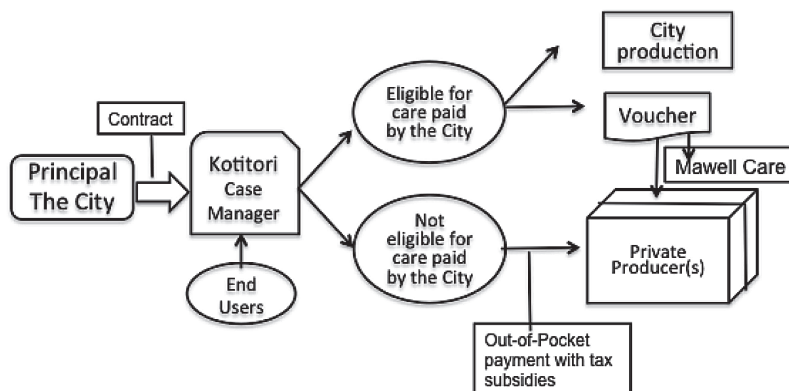 City
production
Contract
Eligible for
care paid
by the City
Voucher
Mawell Care
Principal
The City
Kotitori
Case
Manager
Not
eligible for
care paid
by the City
Private
Producer(s)
End
Users
Out-of-Pocket
payment with tax
subsidies